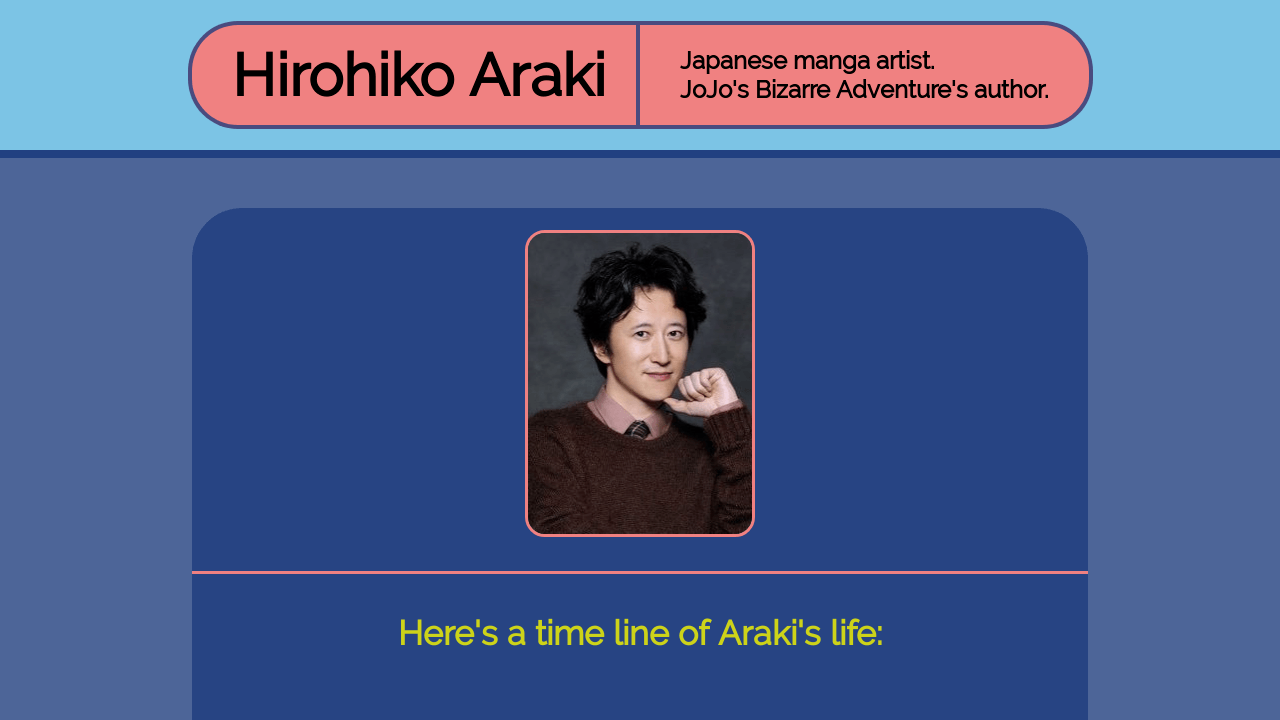 Hirohiko Araki
Japanese manga artist.
JoJo's Bizarre Adventure's author.
Here's a time line of Araki's life: